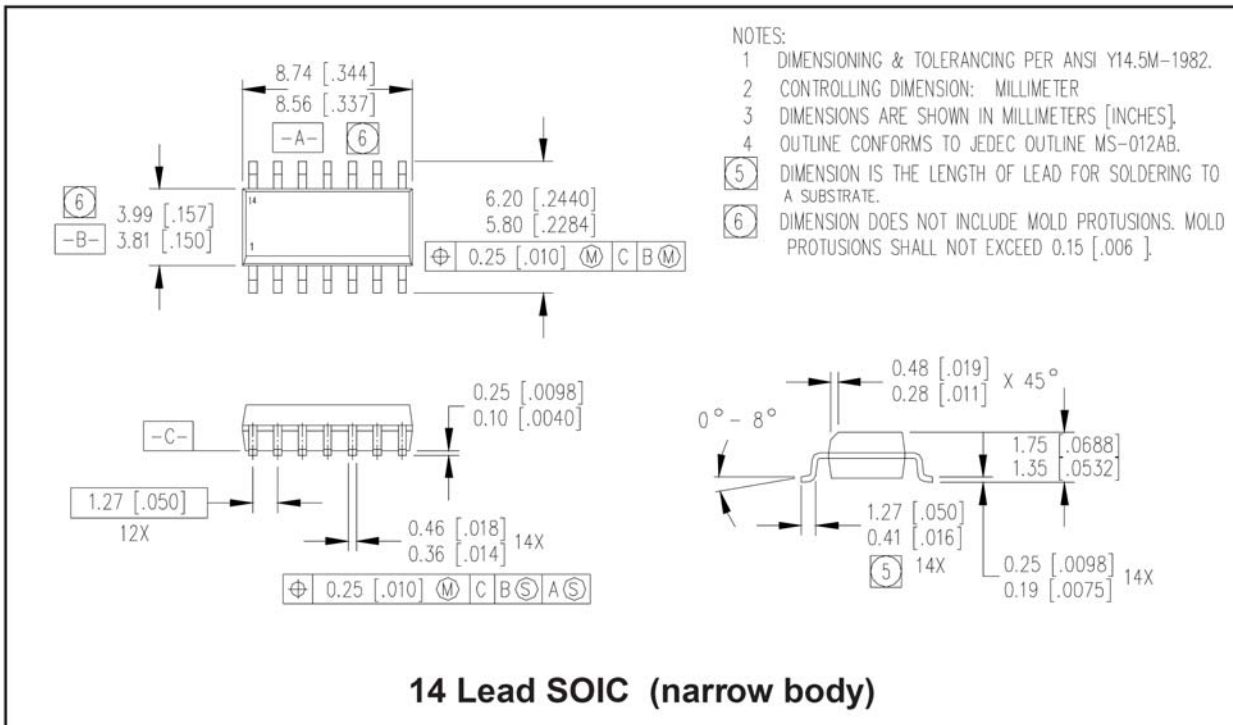 8.74 [.344]
8.56 [.337]
-A- 6
14
1
6
3.99 [.157]
-B- 3.81 [.150]
6.20 [.2440]
5.80 [.2284]
⌖ 0.25 [.010] Ⓜ C B Ⓜ
NOTES:
1 DIMENSIONING & TOLERANCING PER ANSI Y14.5M-1982.
2 CONTROLLING DIMENSION: MILLIMETER
3 DIMENSIONS ARE SHOWN IN MILLIMETERS [INCHES].
4 OUTLINE CONFORMS TO JEDEC OUTLINE MS-012AB.
5 DIMENSION IS THE LENGTH OF LEAD FOR SOLDERING TO
A SUBSTRATE.
6 DIMENSION DOES NOT INCLUDE MOLD PROTUSIONS. MOLD
PROTUSIONS SHALL NOT EXCEED 0.15 [.006 ].
-C-
0.25 [.0098]
0.10 [.0040]
1.27 [.050]
12X
0.46 [.018]
0.36 [.014] 14X
⌖ 0.25 [.010] Ⓜ C B Ⓢ A Ⓢ
0.48 [.019]
0.28 [.011] X 45°
0° - 8°
1.75 [.0688]
1.35 [.0532]
1.27 [.050]
0.41 [.016]
5 14X
0.25 [.0098]
0.19 [.0075] 14X
14 Lead SOIC (narrow body)